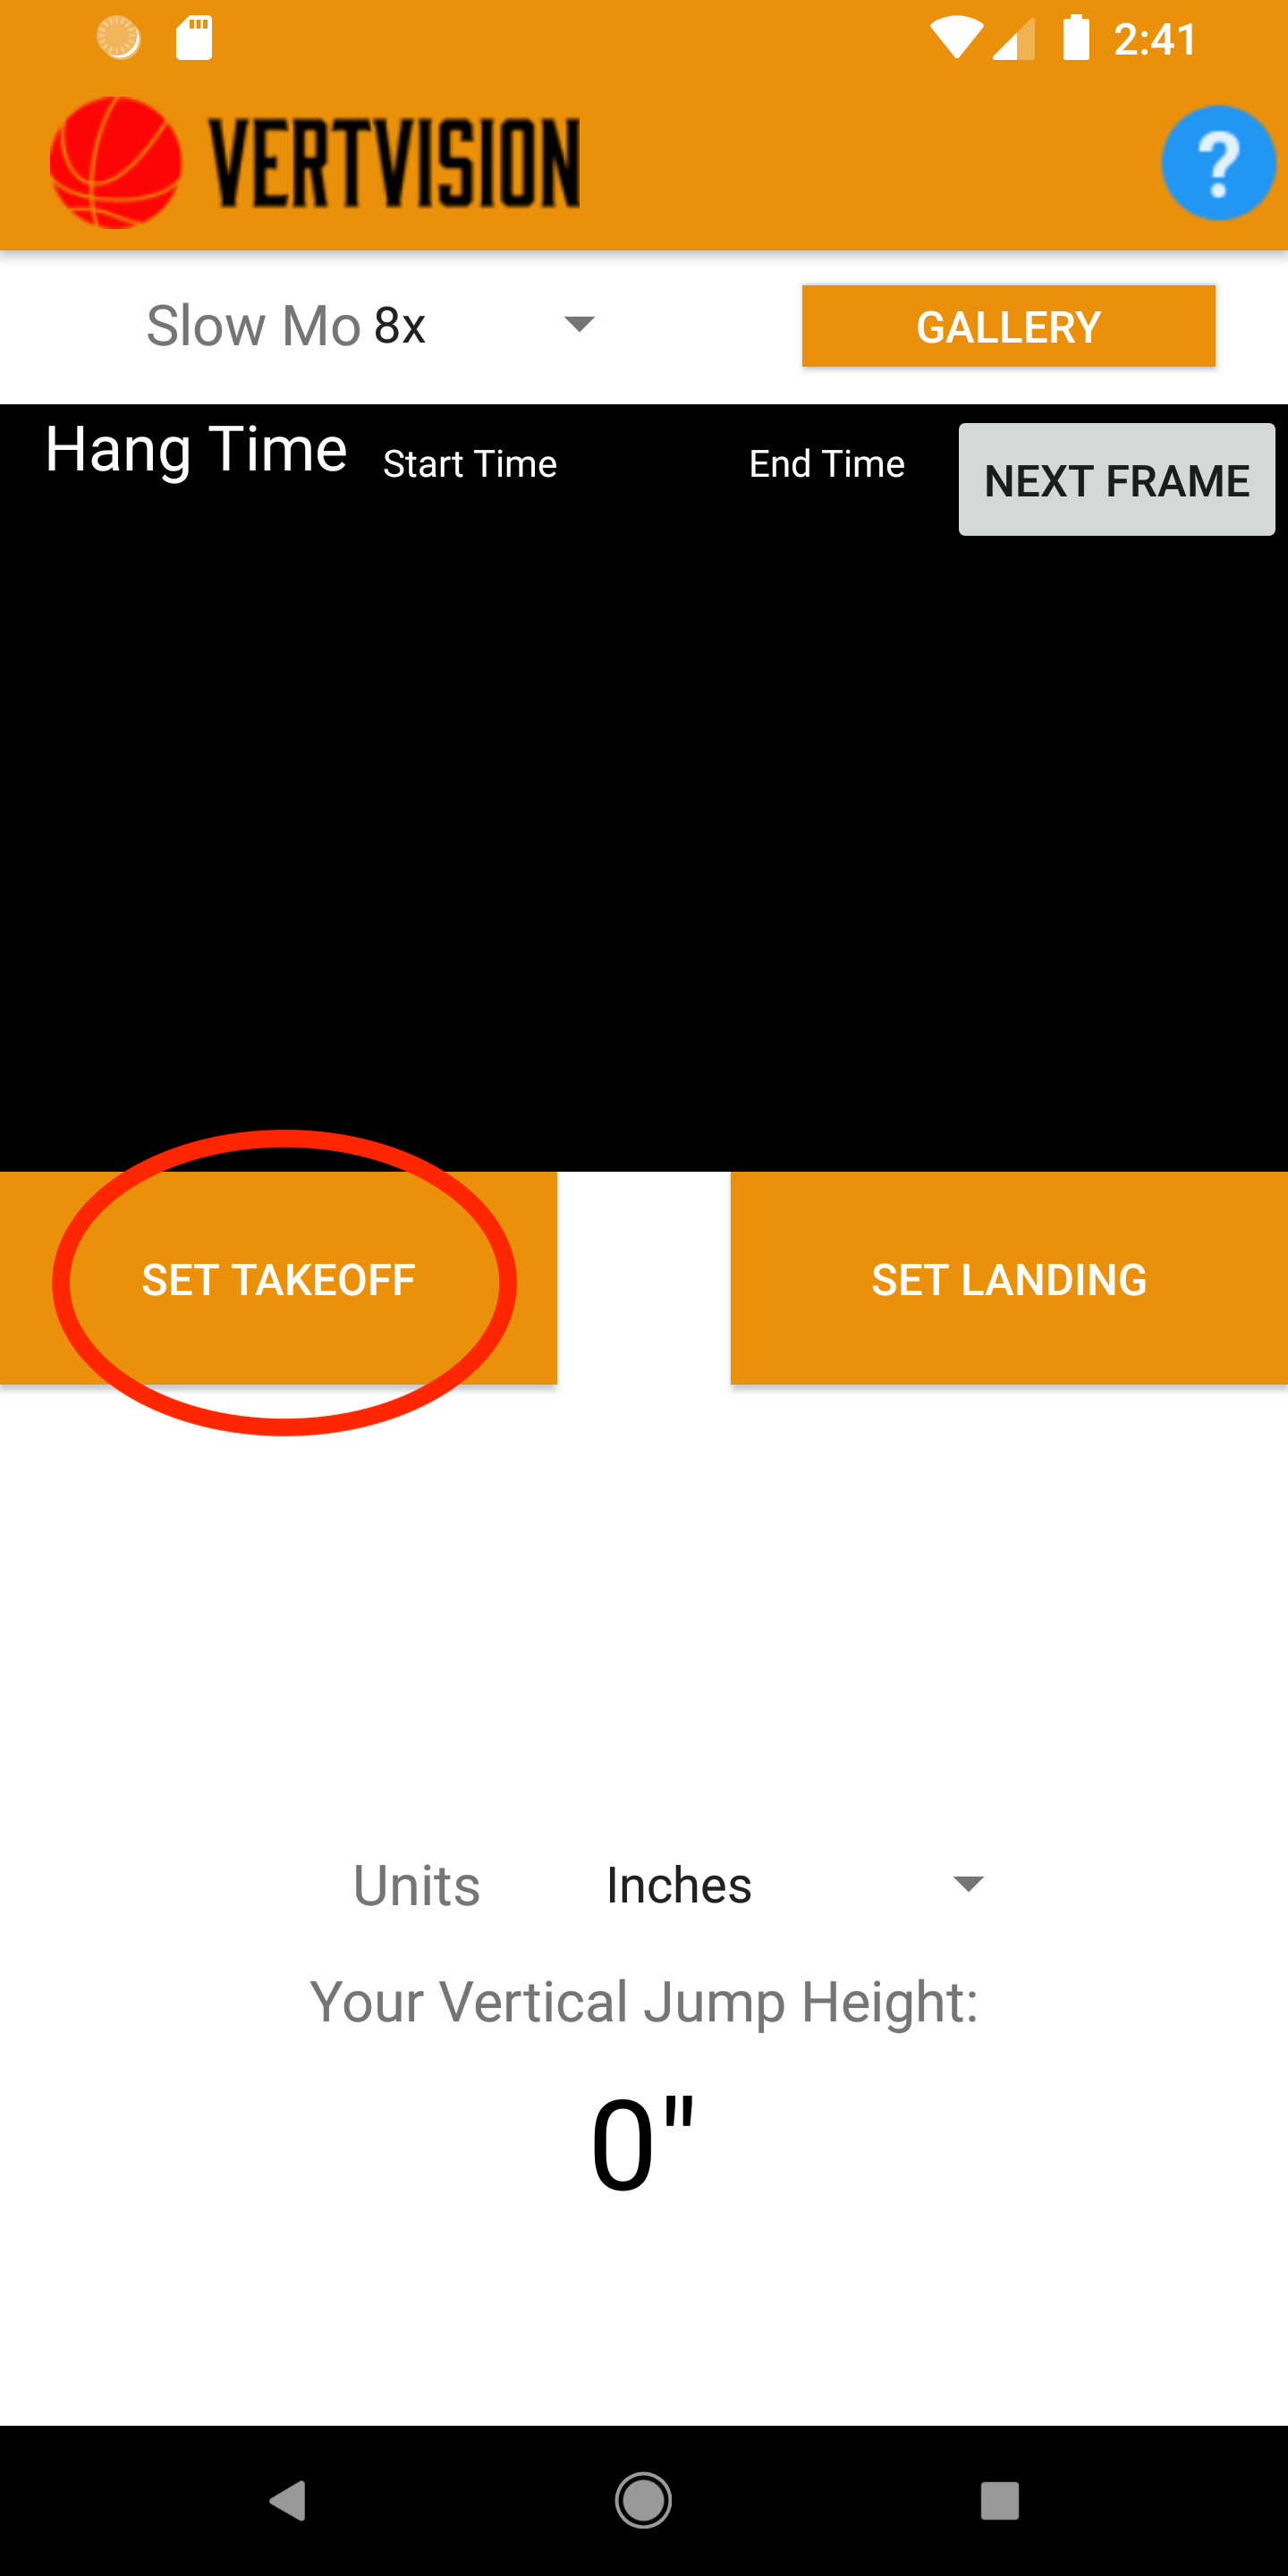 2:41
VERTVISION
?
Slow Mo 8x
GALLERY
Hang Time
Start Time
End Time
NEXT FRAME
SET TAKEOFF
SET LANDING
Units
Inches
Your Vertical Jump Height:
0"